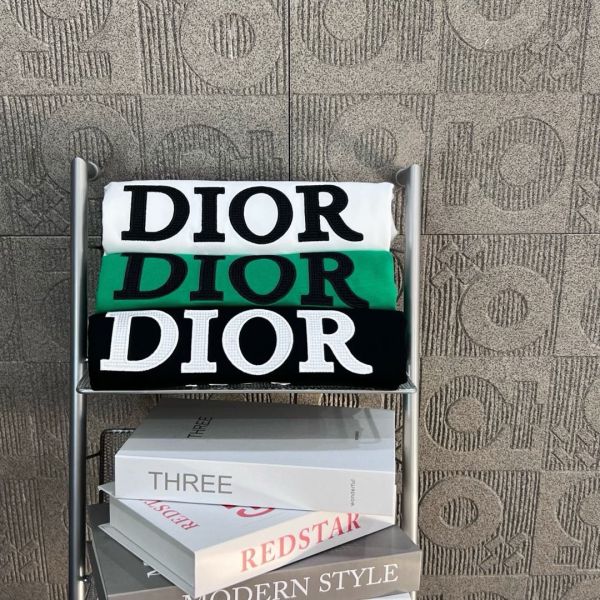 DIOR
DIOR
DIOR
THREE
THREE
REDSTAR
REDSTAR
MODERN STYLE